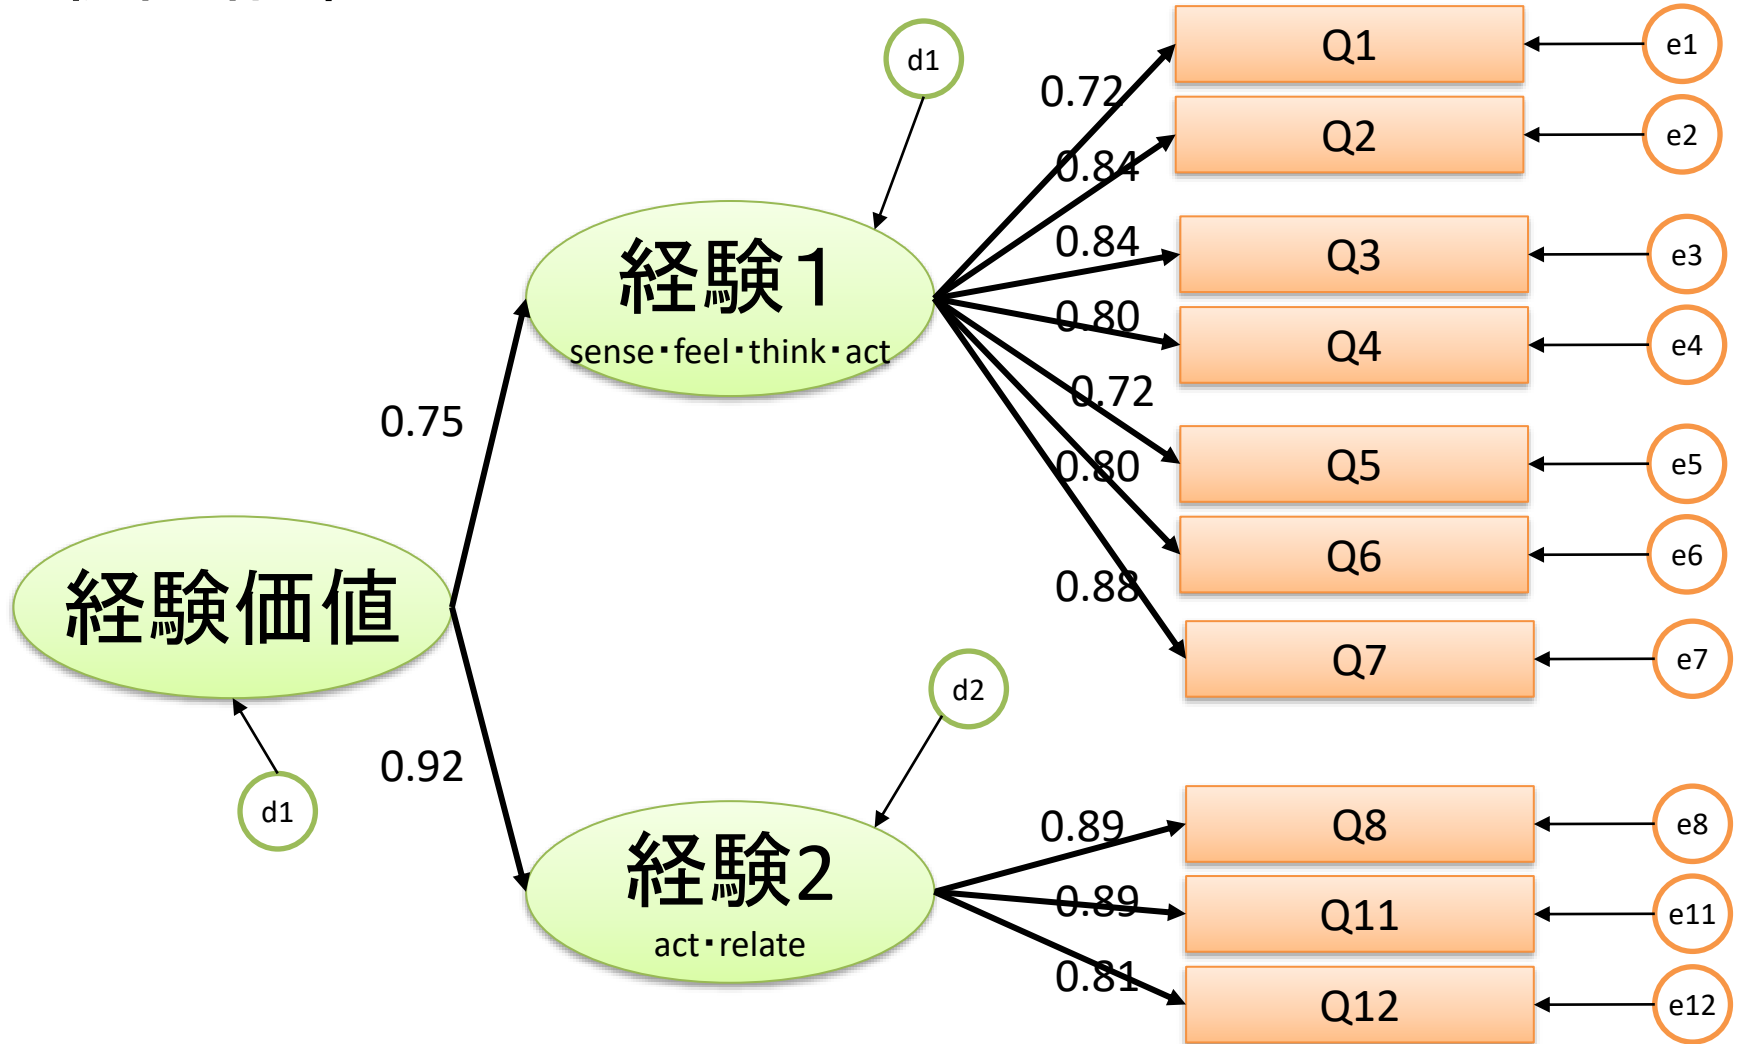 d1
0.72
Q1
e1
0.84
Q2
e2
経験1
sense・feel・think・act
0.84
Q3
e3
0.80
Q4
e4
0.72
Q5
e5
0.80
Q6
e6
0.88
Q7
e7
0.75
経験価値
d1
0.92
d2
経験2
act・relate
0.89
Q8
e8
0.89
Q11
e11
0.81
Q12
e12